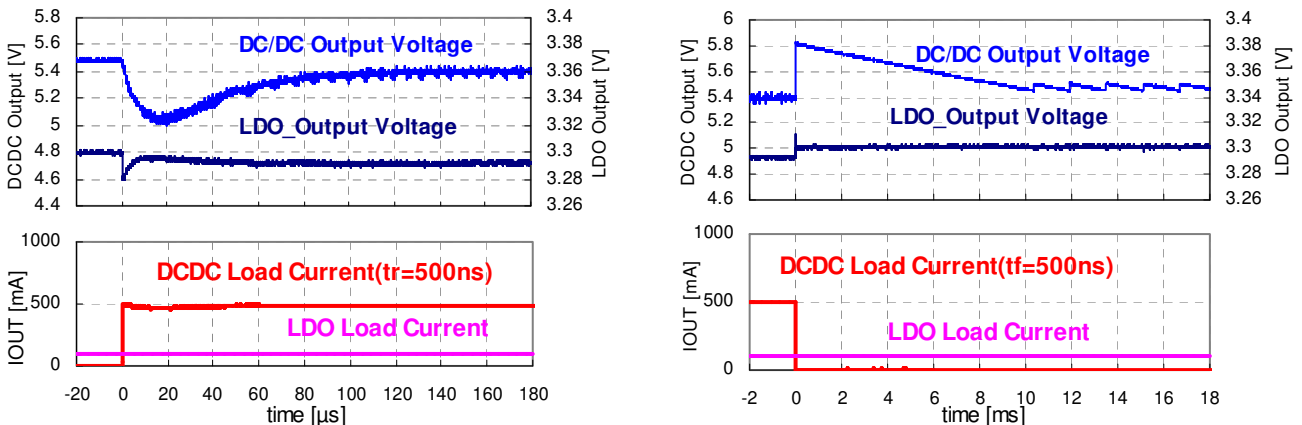 5.8
5.6
5.4
5.2
5
4.8
4.6
4.4
DCDC Output [V]
DC/DC Output Voltage
LDO_Output Voltage
3.4
3.38
3.36
3.34
3.32
3.3
3.28
3.26
LDO Output [V]
1000
500
0
IOUT [mA]
DCDC Load Current(tr=500ns)
LDO Load Current
-20 0 20 40 60 80 100 120 140 160 180
time [µs]
6
5.8
5.6
5.4
5.2
5
4.8
4.6
DCDC Output [V]
DC/DC Output Voltage
LDO_Output Voltage
3.4
3.38
3.36
3.34
3.32
3.3
3.28
3.26
LDO Output [V]
1000
500
0
IOUT [mA]
DCDC Load Current(tf=500ns)
LDO Load Current
-2 0 2 4 6 8 10 12 14 16 18
time [ms]